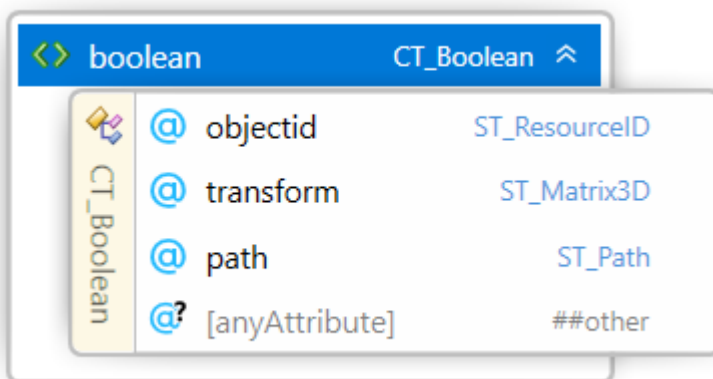 <> boolean CT_Boolean
CT_Boolean
@ objectid ST_ResourceID
@ transform ST_Matrix3D
@ path ST_Path
@? [anyAttribute] ##other